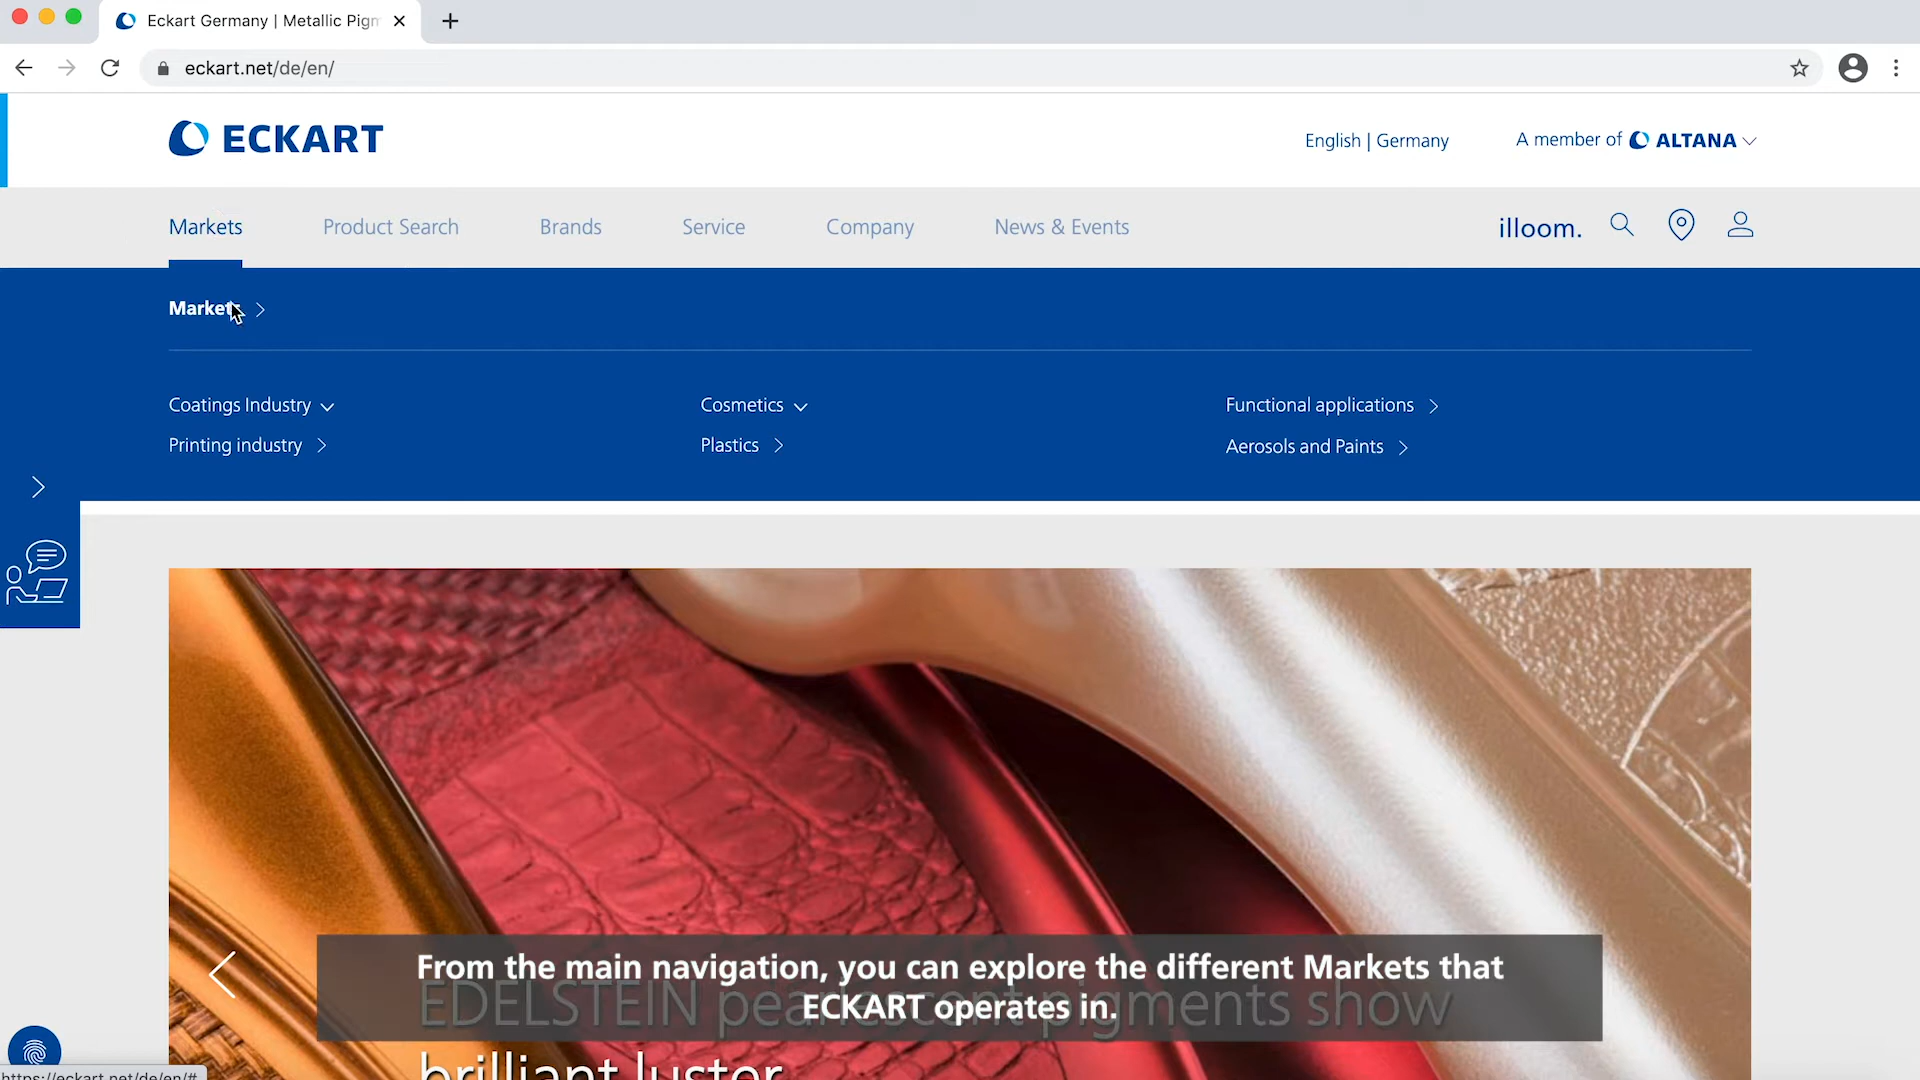 Eckart Germany | Metallic Pigm
eckart.net/de/en/
ECKART
English | Germany
A member of ALTANA
Markets
Product Search
Brands
Service
Company
News & Events
illoom.
Markets
Coatings Industry
Cosmetics
Functional applications
Printing industry
Plastics
Aerosols and Paints
From the main navigation, you can explore the different Markets that
ECKART operates in.
EDELSTEIN pearlescent pigments show
brilliant luster
https://eckart.net/de/en/#